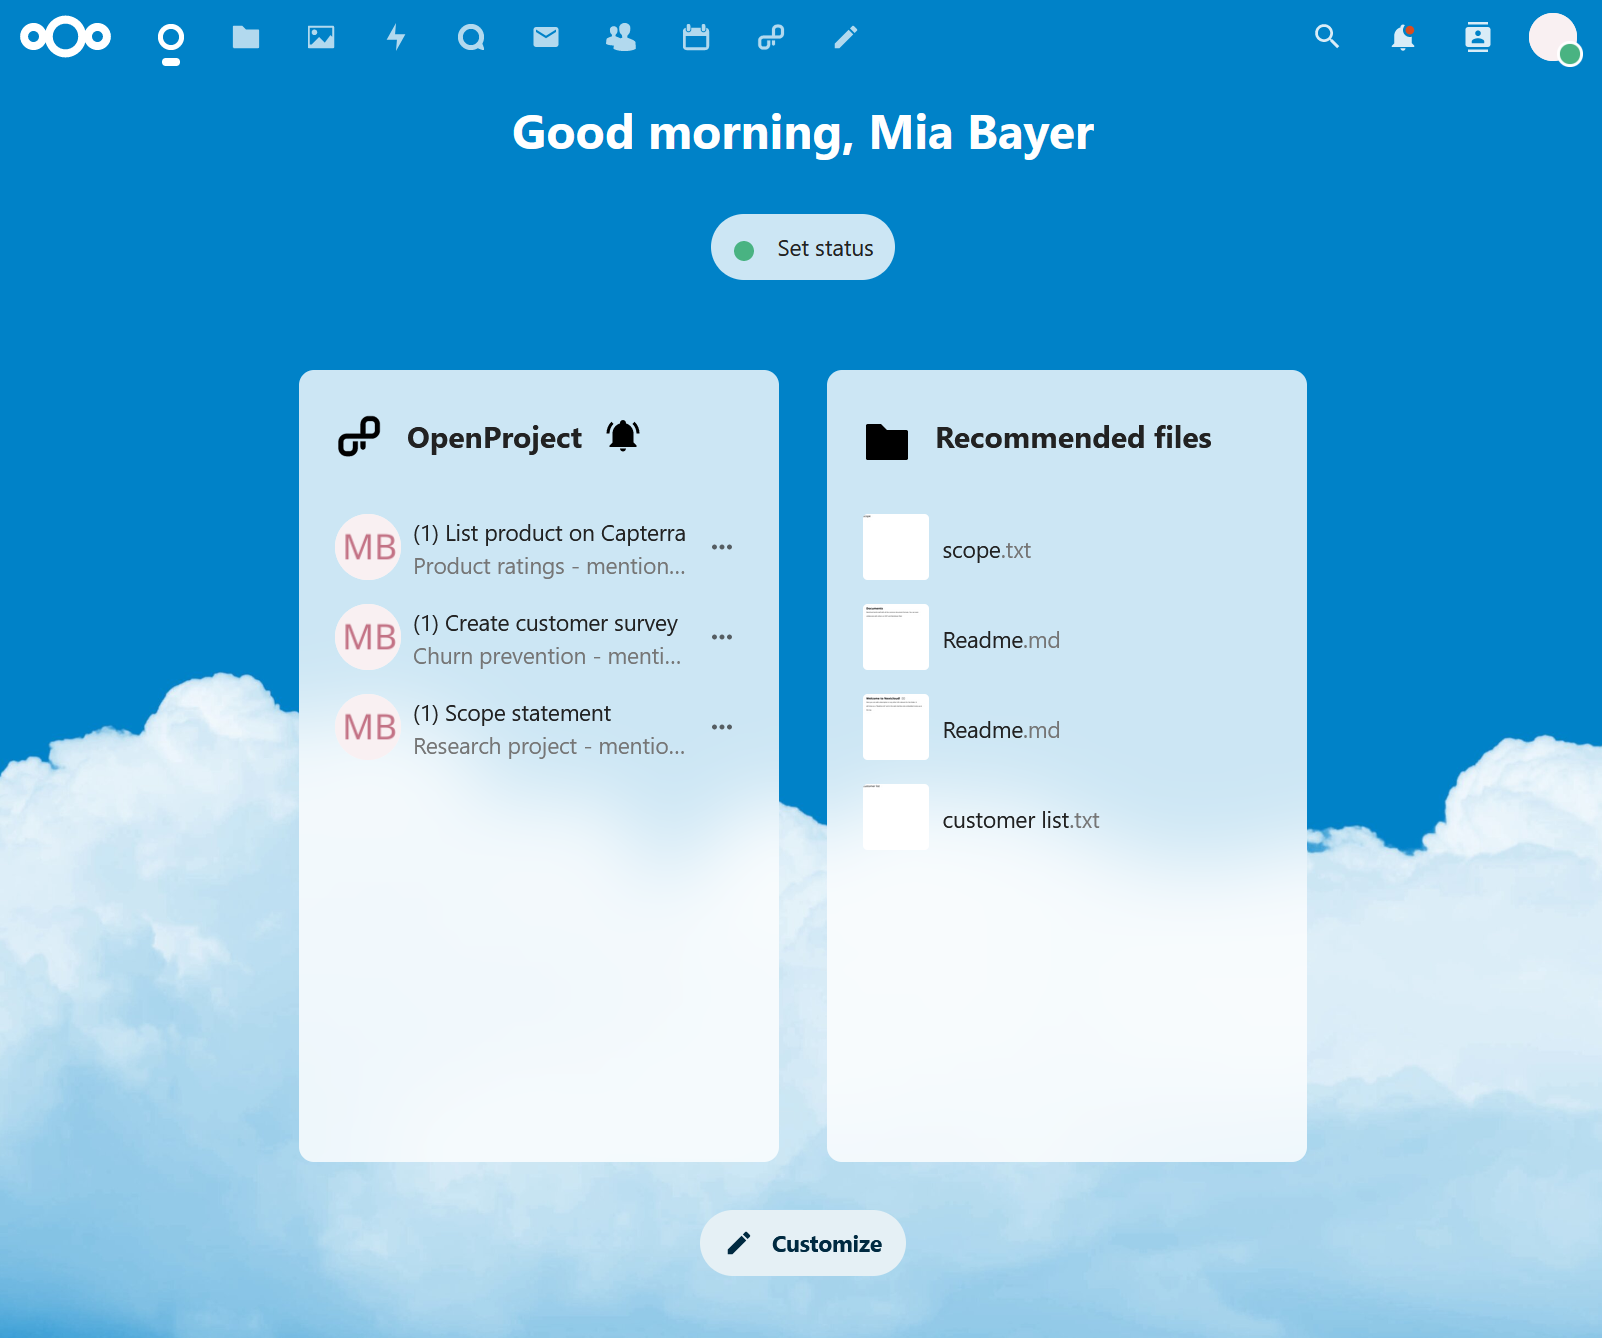 Good morning, Mia Bayer
Set status
OpenProject
MB
(1) List product on Capterra
Product ratings - mention...
MB
(1) Create customer survey
Churn prevention - menti...
MB
(1) Scope statement
Research project - mentio...
Recommended files
scope.txt
Readme.md
Readme.md
customer list.txt
Customize